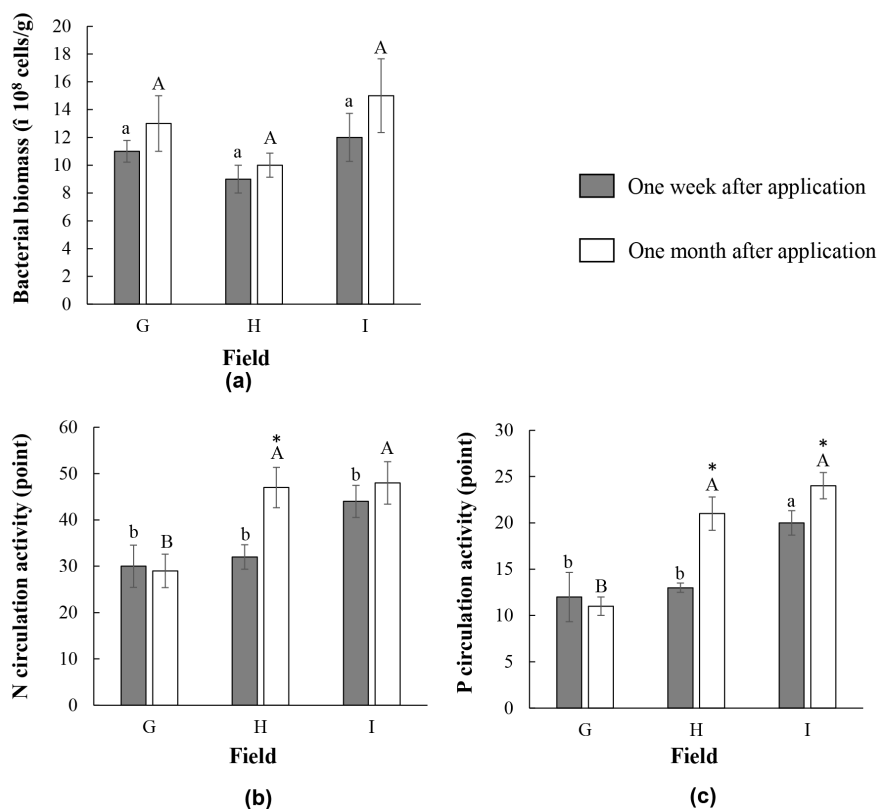 Bacterial biomass (î 10⁸ cells/g)
20
18
16
14
12
10
8
6
4
2
0
a
A
a
A
a
A
G
H
I
Field
(a)
One week after application
One month after application
N circulation activity (point)
60
50
40
30
20
10
0
b
B
b
*
A
b
A
G
H
I
Field
(b)
P circulation activity (point)
30
25
20
15
10
5
0
b
B
b
*
A
a
*
A
G
H
I
Field
(c)